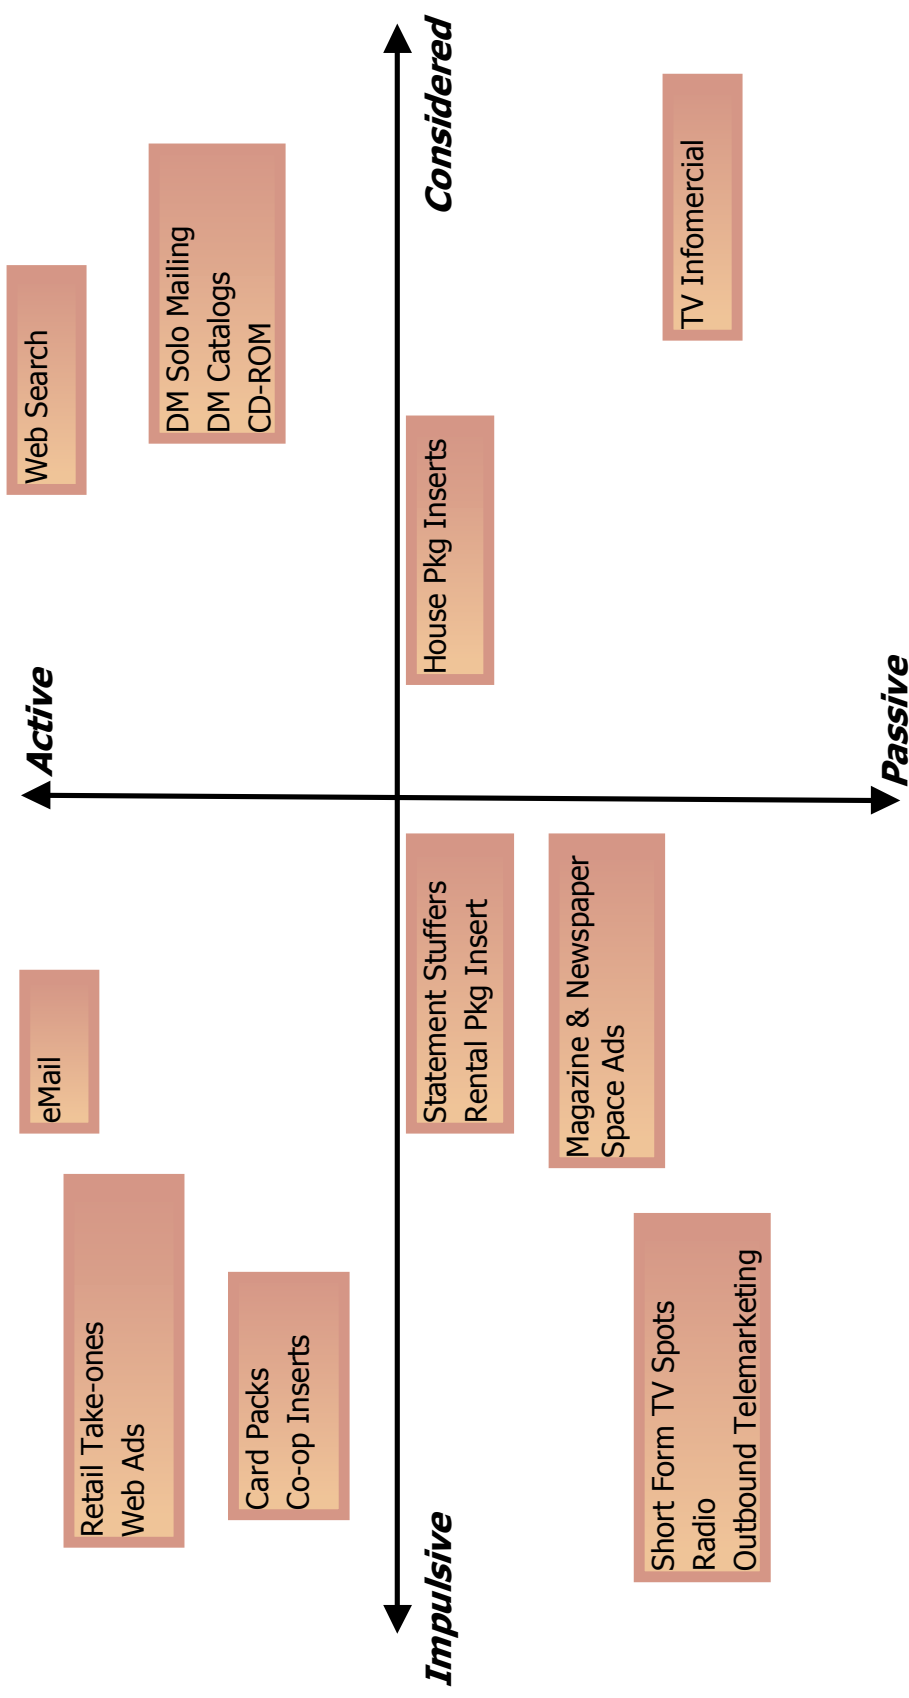 Active
Web Search
eMail
DM Solo Mailing
DM Catalogs
CD-ROM
Retail Take-ones
Web Ads
Card Packs
Co-op Inserts
Impulsive
Considered
Statement Stuffers
Rental Pkg Insert
House Pkg Inserts
Magazine & Newspaper
Space Ads
Short Form TV Spots
Radio
Outbound Telemarketing
TV Infomercial
Passive